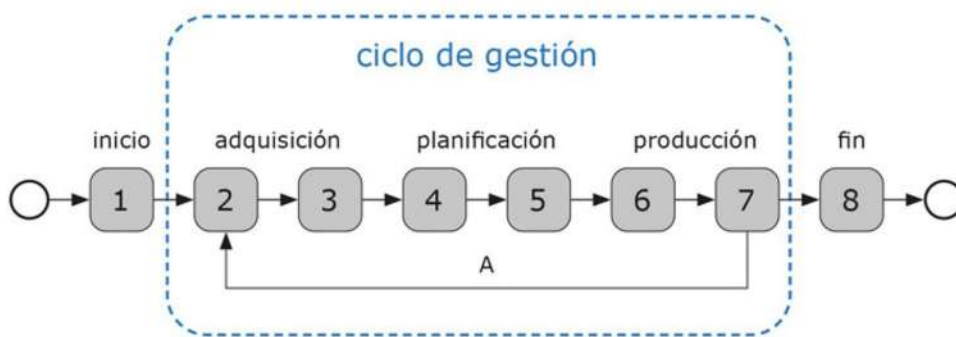 ciclo de gestión
inicio adquisición planificación producción fin
1 2 3 4 5 6 7 8
A